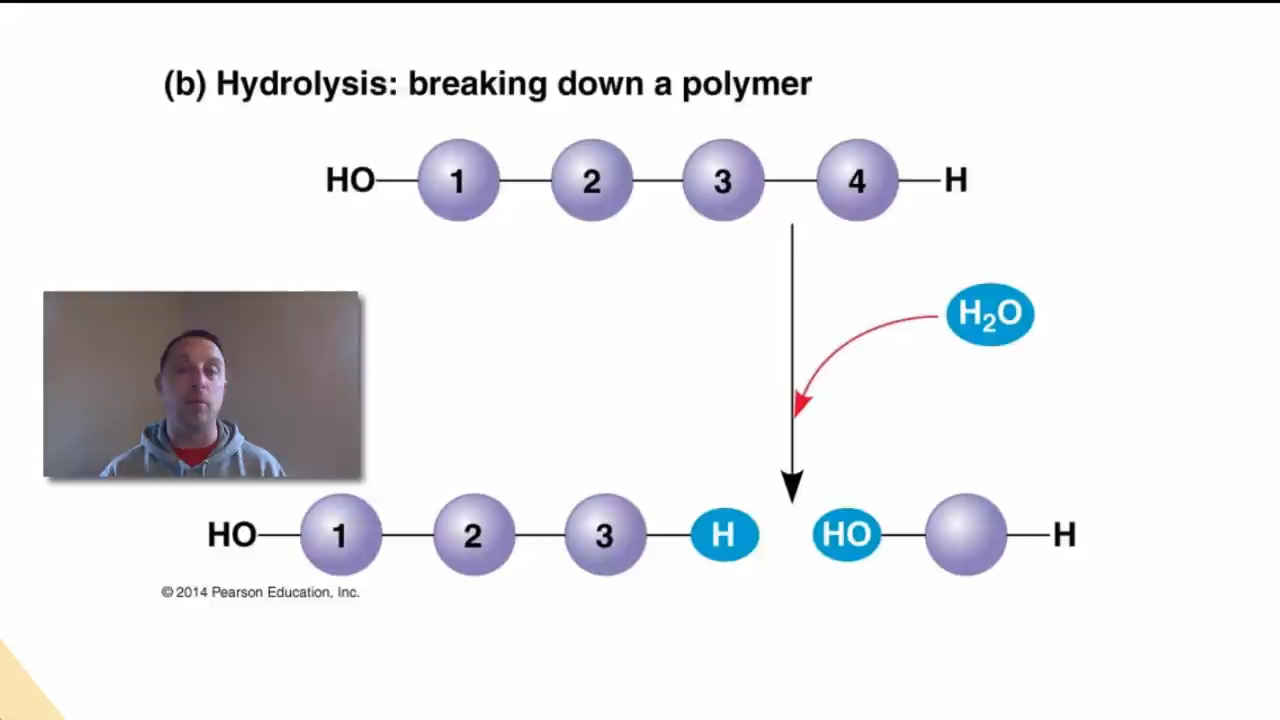 (b) Hydrolysis: breaking down a polymer
HO 1 2 3 4 H
H₂O
HO 1 2 3 H HO H
© 2014 Pearson Education, Inc.